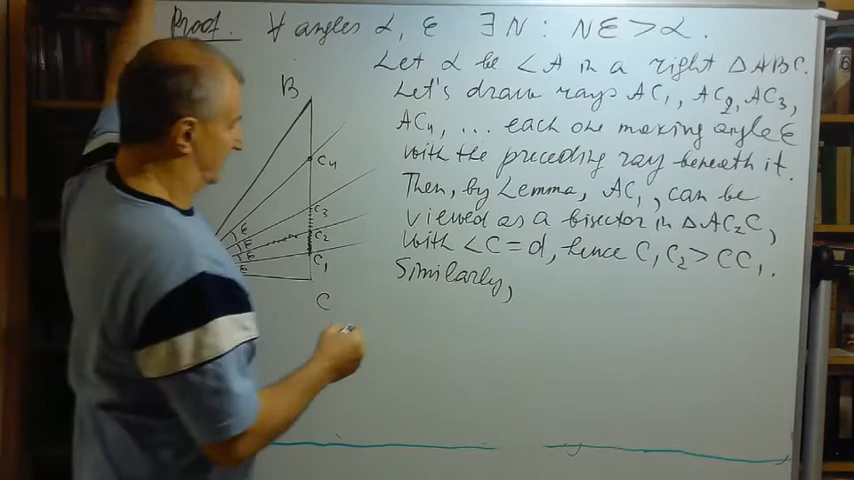 Proof. ∀ angles α, ε ∃ N : Nε > α.
Let α be ∠A in a right △ABC.
Let's draw rays AC₁, AC₂, AC₃,
AC₄, ... each one making angle ε
with the preceding ray beneath it.
Then, by Lemma, AC₁, can be
viewed as a bisector in △AC₂C,
with ∠C = d, hence C₁C₂ > CC₁.
Similarly,
B
C₄
C₃
C₂
C₁
C
ε
ε
ε
ε